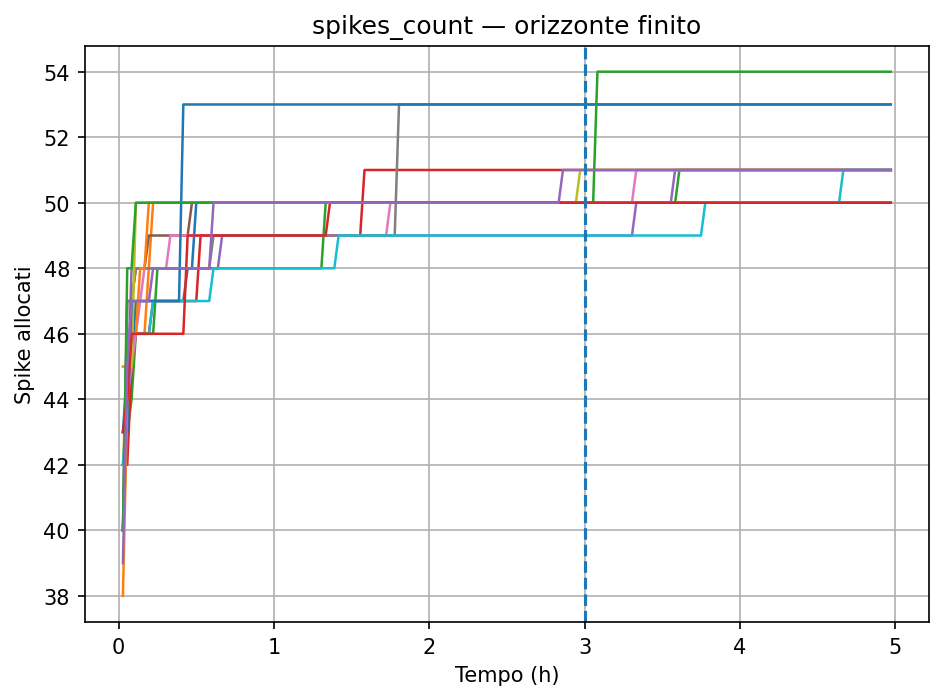 spikes_count — orizzonte finito
54
52
50
48
46
44
42
40
38
Spike allocati
0 1 2 3 4 5
Tempo (h)